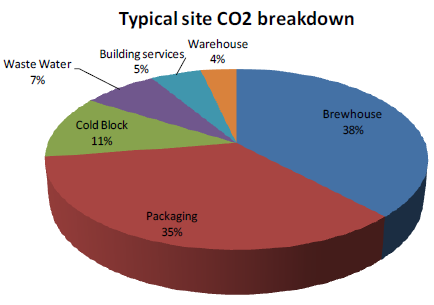 Typical site CO2 breakdown
Warehouse
4%
Building services
5%
Waste Water
7%
Brewhouse
38%
Cold Block
11%
Packaging
35%